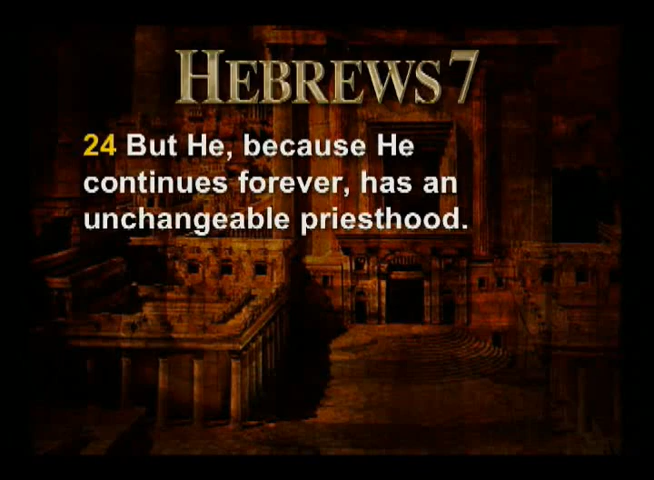 HEBREWS 7
24 But He, because He
continues forever, has an
unchangeable priesthood.